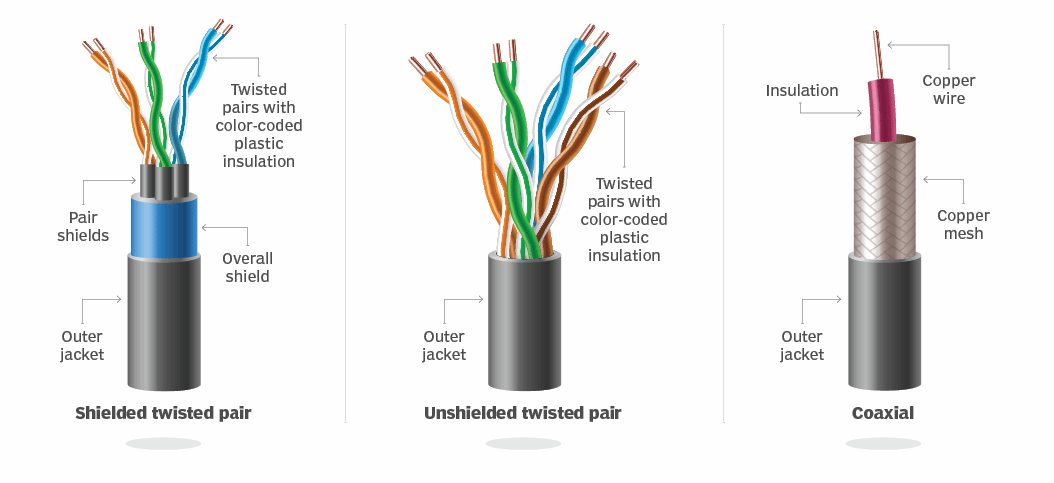 Twisted
pairs with
color-coded
plastic
insulation
Pair
shields
Overall
shield
Outer
jacket
Shielded twisted pair
Twisted
pairs with
color-coded
plastic
insulation
Outer
jacket
Unshielded twisted pair
Insulation
Copper
wire
Copper
mesh
Outer
jacket
Coaxial